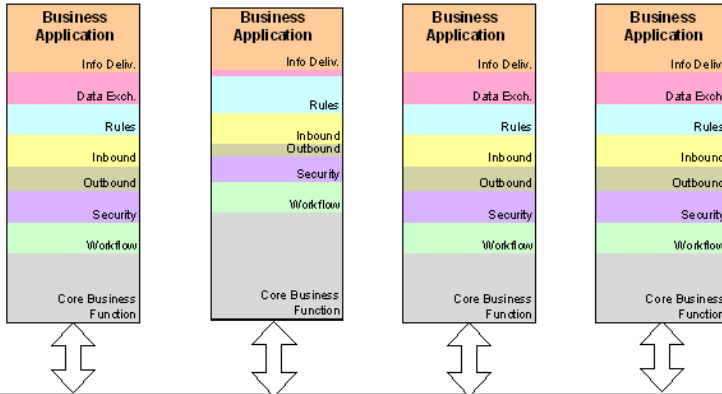 Business
Application
Info Deliv.
Data Exch.
Rules
Inbound
Outbound
Security
Workflow
Core Business
Function
Business
Application
Info Deliv.
Rules
Inbound
Outbound
Security
Workflow
Core Business
Function
Business
Application
Info Deliv.
Data Exch.
Rules
Inbound
Outbound
Security
Workflow
Core Business
Function
Business
Application
Info Deliv
Data Exch.
Rules
Inbound
Outbound
Security
Workflow
Core Business
Function